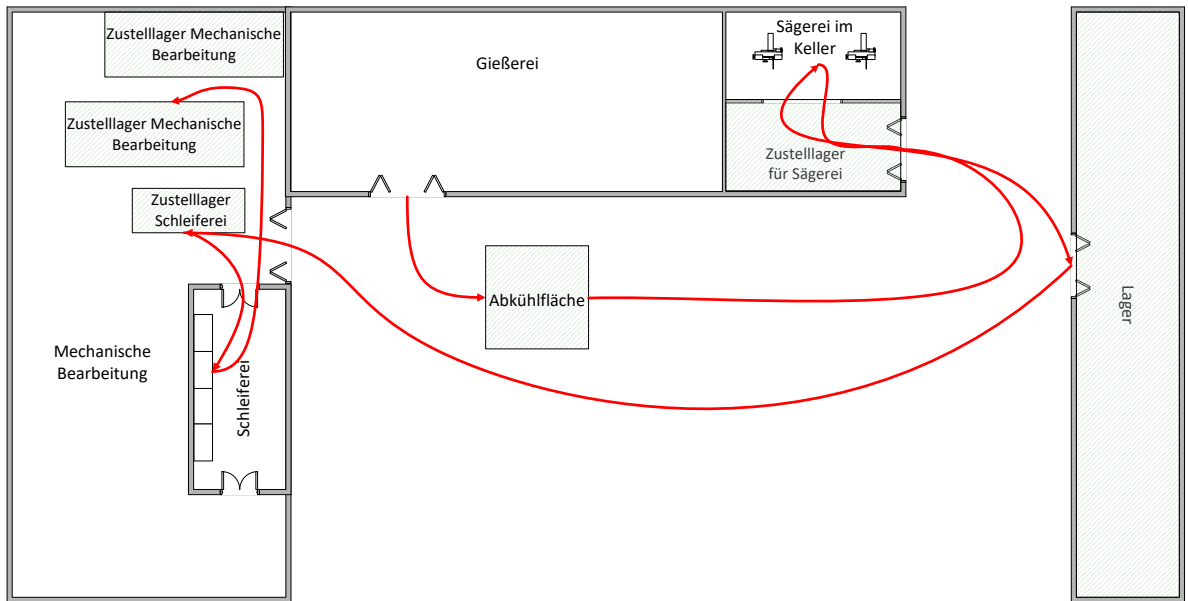 Zustelllager Mechanische
Bearbeitung
Zustelllager Mechanische
Bearbeitung
Zustelllager
Schleiferei
Mechanische
Bearbeitung
Schleiferei
Gießerei
Abkühlfläche
Sägerei im
Keller
Zustelllager
für Sägerei
Lager